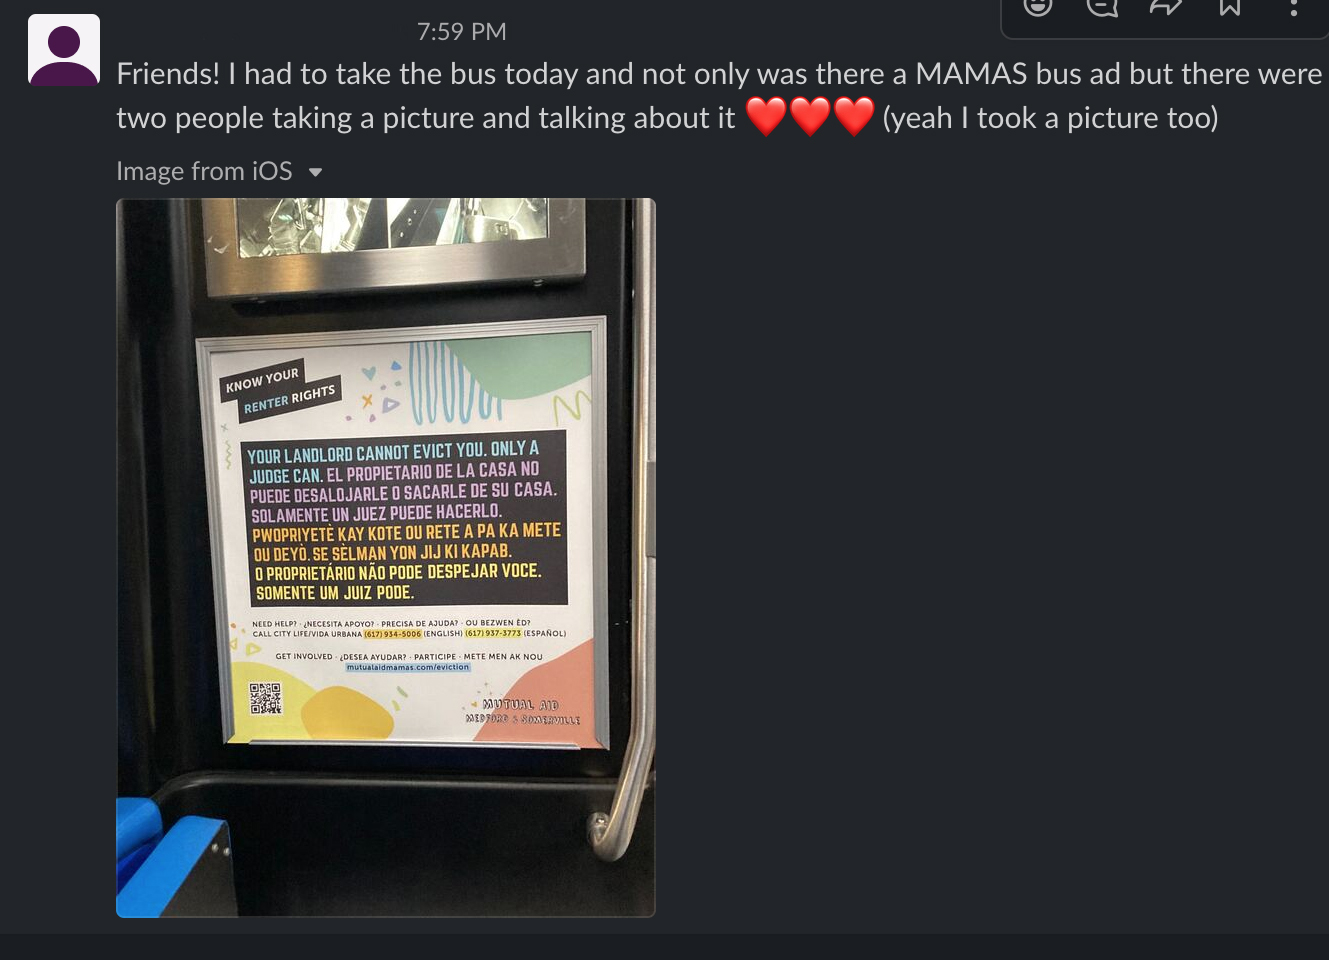 7:59 PM
Friends! I had to take the bus today and not only was there a MAMAS bus ad but there were
two people taking a picture and talking about it ❤️❤️❤️ (yeah I took a picture too)
Image from iOS
KNOW YOUR
RENTER RIGHTS
YOUR LANDLORD CANNOT EVICT YOU. ONLY A
JUDGE CAN. EL PROPIETARIO DE LA CASA NO
PUEDE DESALOJARLE O SACARLE DE SU CASA.
SOLAMENTE UN JUEZ PUEDE HACERLO.
PWOPRIYETÈ KAY KOTE OU RETE A PA KA METE
OU DEYÒ. SE SÈLMAN YON JIJ KI KAPAB.
O PROPRIETÁRIO NÃO PODE DESPEJAR VOCE.
SOMENTE UM JUIZ PODE.
NEED HELP? · ¿NECESITA APOYO? · PRECISA DE AJUDA? · OU BEZWEN ÈD?
CALL CITY LIFE/VIDA URBANA (617) 934-5006 (ENGLISH) (617) 937-3773 (ESPAÑOL)
GET INVOLVED · ¿DESEA AYUDAR? · PARTICIPE · METE MEN AK NOU
mutualaidmamas.com/eviction
MUTUAL AID
MEDFORD & SOMERVILLE